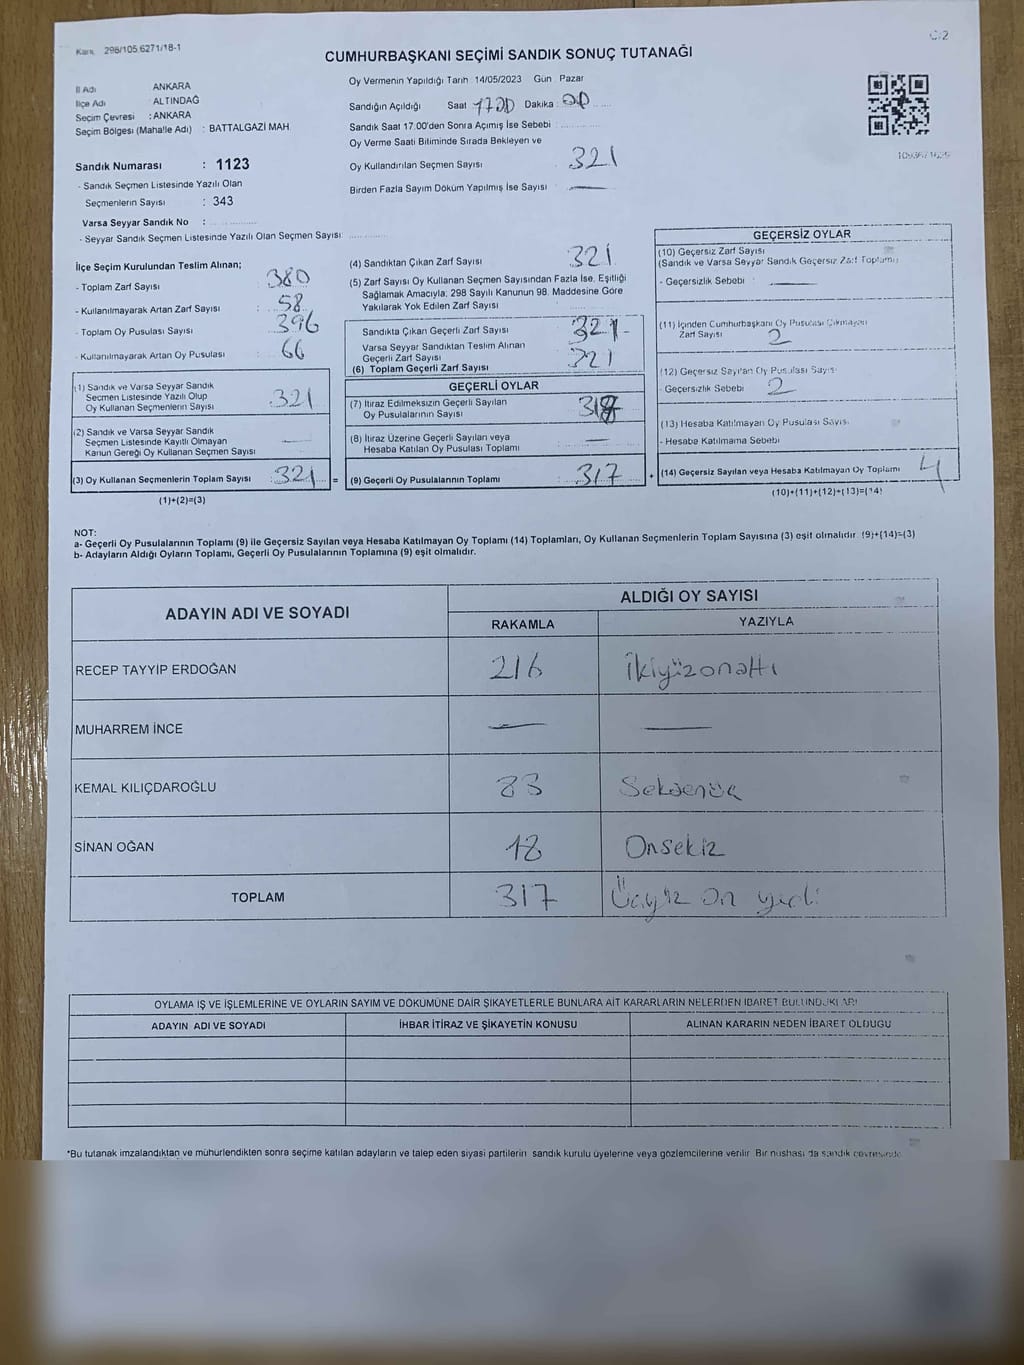 298/105.6271/18-1
C/2
CUMHURBAŞKANI SEÇİMİ SANDIK SONUÇ TUTANAĞI
İl Adı ANKARA
İlçe Adı : ALTINDAĞ
Seçim Çevresi : ANKARA
Seçim Bölgesi (Mahalle Adı) : BATTALGAZİ MAH.
Sandık Numarası : 1123
- Sandık Seçmen Listesinde Yazılı Olan
Seçmenlerin Sayısı : 343
Varsa Seyyar Sandık No :
- Seyyar Sandık Seçmen Listesinde Yazılı Olan Seçmen Sayısı:
Oy Vermenin Yapıldığı Tarih : 14/05/2023 Gün : Pazar
Sandığın Açıldığı Saat 17 00 Dakika : 00
Sandık Saat 17:00'den Sonra Açımış İse Sebebi
Oy Verme Saati Bitiminde Sırada Bekleyen ve
Oy Kullandırılan Seçmen Sayısı : 321
Birden Fazla Sayım Döküm Yapılmış İse Sayısı —
İlçe Seçim Kurulundan Teslim Alınan;
- Toplam Zarf Sayısı : 380
- Kullanılmayarak Artan Zarf Sayısı : 58
- Toplam Oy Pusulası Sayısı : 396
- Kullanılmayarak Artan Oy Pusulası : 66
(1) Sandık ve Varsa Seyyar Sandık
Seçmen Listesinde Yazılı Olup
Oy Kullanan Seçmenlerin Sayısı : 321
(2) Sandık ve Varsa Seyyar Sandık
Seçmen Listesinde Kayıtlı Olmayan
Kanun Gereği Oy Kullanan Seçmen Sayısı —
(3) Oy Kullanan Seçmenlerin Toplam Sayısı : 321 =
(1)+(2)=(3)
(4) Sandıktan Çıkan Zarf Sayısı 321
(5) Zarf Sayısı Oy Kullanan Seçmen Sayısından Fazla İse, Eşitliği
Sağlamak Amacıyla; 298 Sayılı Kanunun 98. Maddesine Göre
Yakılarak Yok Edilen Zarf Sayısı
Sandıkta Çıkan Geçerli Zarf Sayısı 321
Varsa Seyyar Sandıktan Teslim Alınan
Geçerli Zarf Sayısı
(6) Toplam Geçerli Zarf Sayısı 321
GEÇERLİ OYLAR
(7) İtiraz Edilmeksizin Geçerli Sayılan
Oy Pusulalarının Sayısı
(8) İtiraz Üzerine Geçerli Sayılan veya
Hesaba Katılan Oy Pusulası Toplamı —
(9) Geçerli Oy Pusulalarının Toplamı : 317 +
GEÇERSİZ OYLAR
(10) Geçersiz Zarf Sayısı
(Sandık ve Varsa Seyyar Sandık Geçersiz Zarf Toplamı)
- Geçersizlik Sebebi : —
(11) İçinden Cumhurbaşkanı Oy Pusulası Çıkmayan
Zarf Sayısı 2
(12) Geçersiz Sayılan Oy Pusulası Sayısı
- Geçersizlik Sebebi : 2
(13) Hesaba Katılmayan Oy Pusulası Sayısı
- Hesaba Katılmama Sebebi
(14) Geçersiz Sayılan veya Hesaba Katılmayan Oy Toplamı 4
(10)+(11)+(12)+(13)=(14)
NOT:
a- Geçerli Oy Pusulalarının Toplamı (9) ile Geçersiz Sayılan veya Hesaba Katılmayan Oy Toplamı (14) Toplamları, Oy Kullanan Seçmenlerin Toplam Sayısına (3) eşit olmalıdır. (9)+(14)=(3)
b- Adayların Aldığı Oyların Toplamı, Geçerli Oy Pusulalarının Toplamına (9) eşit olmalıdır.
ADAYIN ADI VE SOYADI ALDIĞI OY SAYISI
RAKAMLA YAZIYLA
RECEP TAYYİP ERDOĞAN 216 İkiyüzonaltı
MUHARREM İNCE — —
KEMAL KILIÇDAROĞLU 83 Seksenüç
SİNAN OĞAN 18 Onsekiz
TOPLAM 317 Üçyüz On yedi
OYLAMA İŞ VE İŞLEMLERİNE VE OYLARIN SAYIM VE DÖKÜMÜNE DAİR ŞİKAYETLERLE BUNLARA AİT KARARLARIN NELERDEN İBARET BULUNDUKLARI
ADAYIN ADI VE SOYADI İHBAR İTİRAZ VE ŞİKAYETİN KONUSU ALINAN KARARIN NEDEN İBARET OLDUĞU
*Bu tutanak imzalandıktan ve mühürlendikten sonra seçime katılan adayların ve talep eden siyasi partilerin sandık kurulu üyelerine veya gözlemcilerine verilir. Bir nüshası da sandık çevresinde